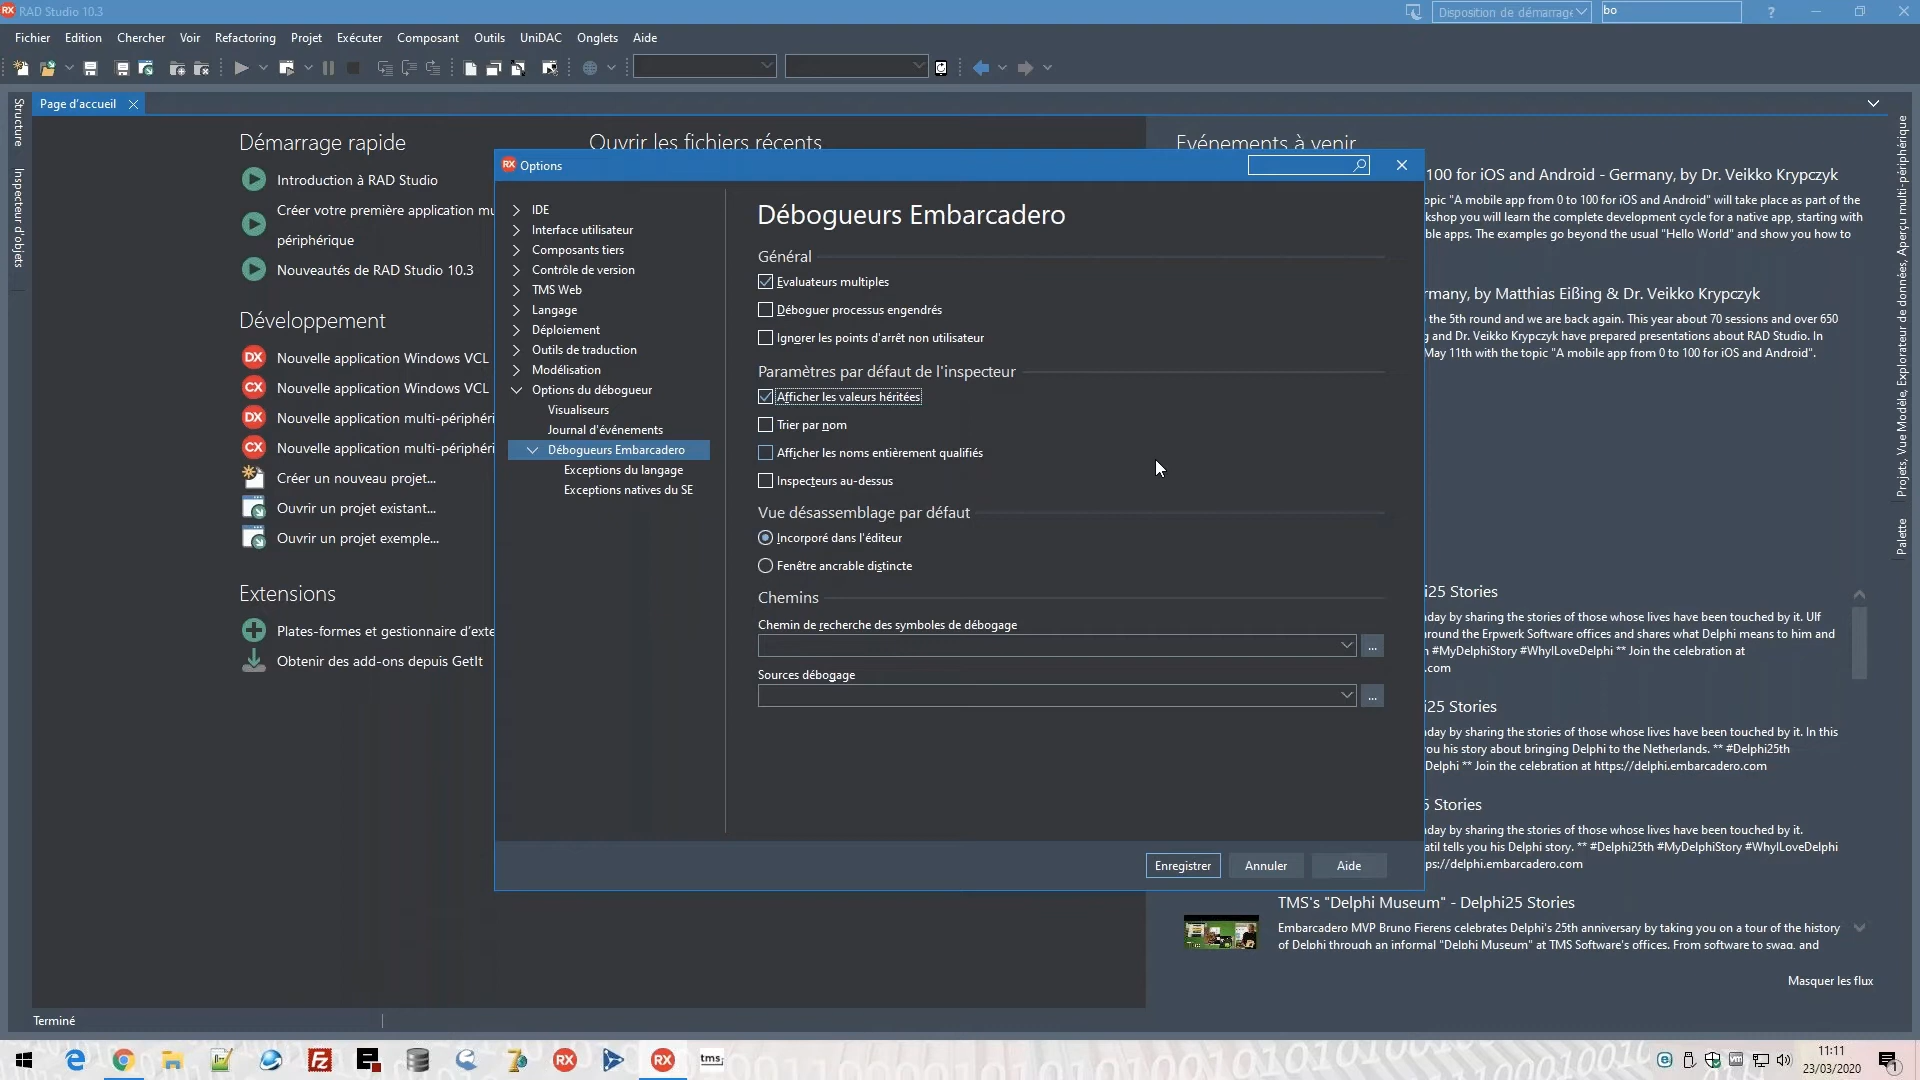 RX RAD Studio 10.3
Disposition de démarrage
bo
?
Fichier Edition Chercher Voir Refactoring Projet Exécuter Composant Outils UniDAC Onglets Aide
Page d'accueil
Structure
Inspecteur d'objets
Démarrage rapide
Introduction à RAD Studio
Créer votre première application mu
périphérique
Nouveautés de RAD Studio 10.3
Développement
DX Nouvelle application Windows VCL
CX Nouvelle application Windows VCL
DX Nouvelle application multi-périphéri
CX Nouvelle application multi-périphéri
Créer un nouveau projet...
Ouvrir un projet existant...
Ouvrir un projet exemple...
Extensions
Plates-formes et gestionnaire d'exte
Obtenir des add-ons depuis GetIt
Ouvrir les fichiers récents
RX Options
IDE
Interface utilisateur
Composants tiers
Contrôle de version
TMS Web
Langage
Déploiement
Outils de traduction
Modélisation
Options du débogueur
Visualiseurs
Journal d'événements
Débogueurs Embarcadero
Exceptions du langage
Exceptions natives du SE
Débogueurs Embarcadero
Général
Evaluateurs multiples
Déboguer processus engendrés
Ignorer les points d'arrêt non utilisateur
Paramètres par défaut de l'inspecteur
Afficher les valeurs héritées
Trier par nom
Afficher les noms entièrement qualifiés
Inspecteurs au-dessus
Vue désassemblage par défaut
Incorporé dans l'éditeur
Fenêtre ancrable distincte
Chemins
Chemin de recherche des symboles de débogage
...
Sources débogage
...
Enregistrer Annuler Aide
Evénements à venir
100 for iOS and Android - Germany, by Dr. Veikko Krypczyk
opic "A mobile app from 0 to 100 for iOS and Android" will take place as part of the
kshop you will learn the complete development cycle for a native app, starting with
ble apps. The examples go beyond the usual "Hello World" and show you how to
rmany, by Matthias Eißing & Dr. Veikko Krypczyk
the 5th round and we are back again. This year about 70 sessions and over 650
g and Dr. Veikko Krypczyk have prepared presentations about RAD Studio. In
May 11th with the topic "A mobile app from 0 to 100 for iOS and Android".
i25 Stories
day by sharing the stories of those whose lives have been touched by it. Ulf
around the Erpwerk Software offices and shares what Delphi means to him and
#MyDelphiStory #WhyILoveDelphi ** Join the celebration at
.com
i25 Stories
day by sharing the stories of those whose lives have been touched by it. In this
ou his story about bringing Delphi to the Netherlands. ** #Delphi25th
Delphi ** Join the celebration at https://delphi.embarcadero.com
5 Stories
day by sharing the stories of those whose lives have been touched by it.
atil tells you his Delphi story. ** #Delphi25th #MyDelphiStory #WhyILoveDelphi
ps://delphi.embarcadero.com
TMS's "Delphi Museum" - Delphi25 Stories
Embarcadero MVP Bruno Fierens celebrates Delphi's 25th anniversary by taking you on a tour of the history
of Delphi through an informal "Delphi Museum" at TMS Software's offices. From software to swag, and
Masquer les flux
Projets, Vue Modèle, Explorateur de données, Aperçu multi-périphérique
Palette
Terminé
RX
RX
tms
11:11
23/03/2020
1